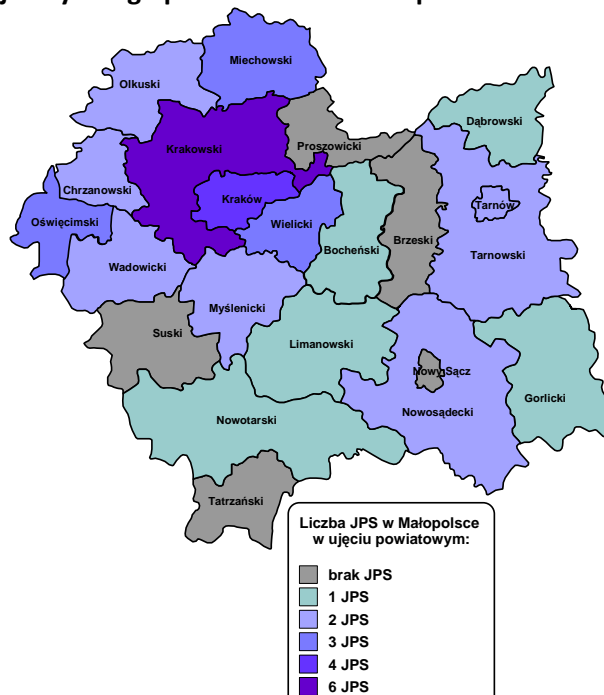 Miechowski
Olkuski
Dąbrowski
Proszowicki
Krakowski
Chrzanowski
Kraków
Tarnów
Oświęcimski
Wielicki
Bocheński
Brzeski
Tarnowski
Wadowicki
Myślenicki
Suski
Limanowski
Nowy Sącz
Gorlicki
Nowosądecki
Nowotarski
Tatrzański
Liczba JPS w Małopolsce
w ujęciu powiatowym:
brak JPS
1 JPS
2 JPS
3 JPS
4 JPS
6 JPS